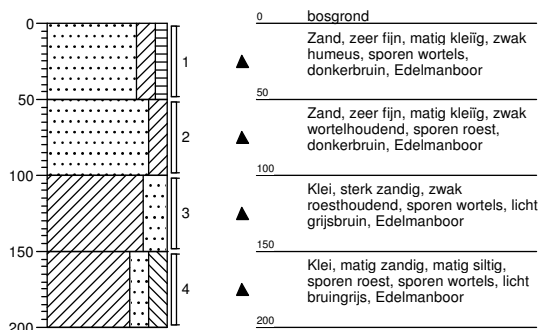 0
50
100
150
200
1
2
3
4
0 bosgrond
Zand, zeer fijn, matig kleiïg, zwak
humeus, sporen wortels,
donkerbruin, Edelmanboor
50
Zand, zeer fijn, matig kleiïg, zwak
wortelhoudend, sporen roest,
donkerbruin, Edelmanboor
100
Klei, sterk zandig, zwak
roesthoudend, sporen wortels, licht
grijsbruin, Edelmanboor
150
Klei, matig zandig, matig siltig,
sporen roest, sporen wortels, licht
bruingrijs, Edelmanboor
200